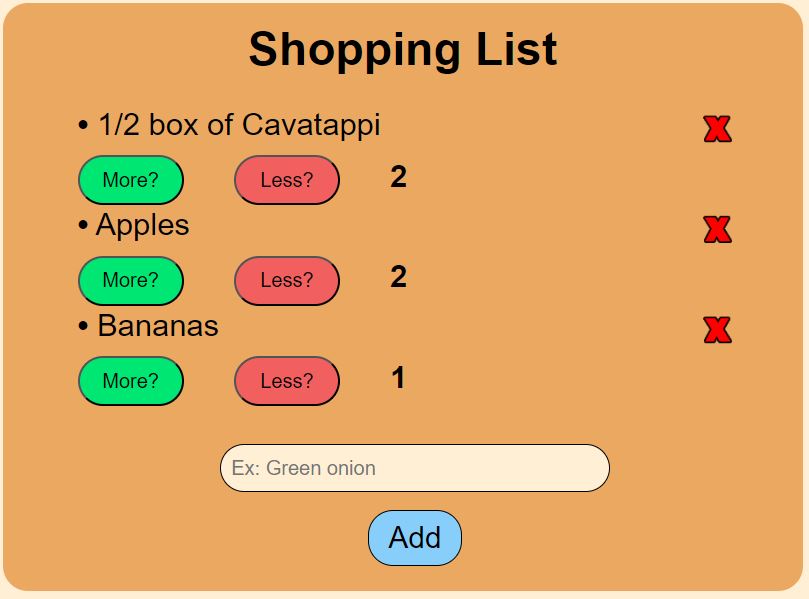 Shopping List
• 1/2 box of Cavatappi X
More? Less? 2
• Apples X
More? Less? 2
• Bananas X
More? Less? 1
Ex: Green onion
Add